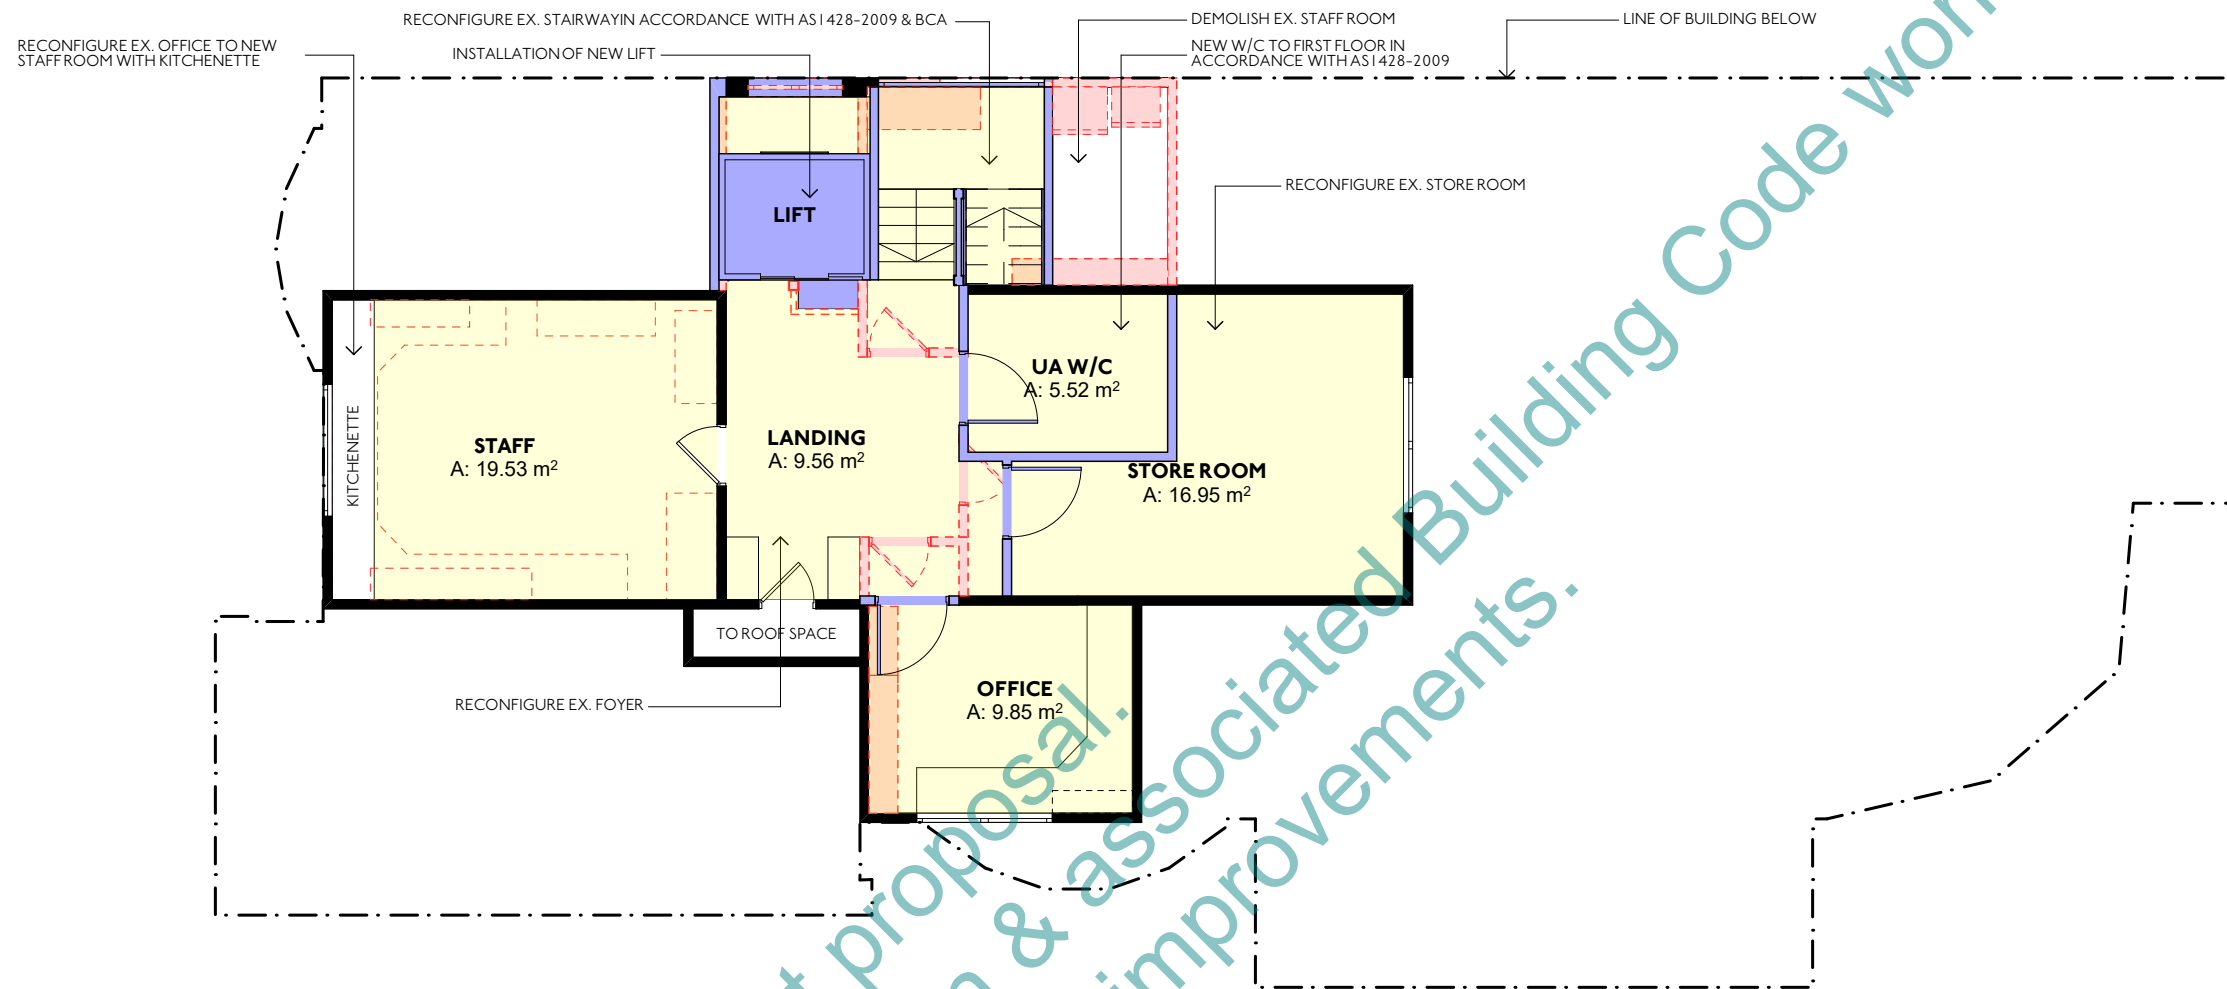 RECONFIGURE EX. STAIRWAYIN ACCORDANCE WITH AS1428-2009 & BCA
DEMOLISH EX. STAFF ROOM
LINE OF BUILDING BELOW
RECONFIGURE EX. OFFICE TO NEW
STAFF ROOM WITH KITCHENETTE
INSTALLATION OF NEW LIFT
NEW W/C TO FIRST FLOOR IN
ACCORDANCE WITH AS1428-2009
RECONFIGURE EX. STORE ROOM
LIFT
UA W/C
A: 5.52 m²
KITCHENETTE
STAFF
A: 19.53 m²
LANDING
A: 9.56 m²
STORE ROOM
A: 16.95 m²
TO ROOF SPACE
RECONFIGURE EX. FOYER
OFFICE
A: 9.85 m²
proposal.
& associated Building Code
improvements.